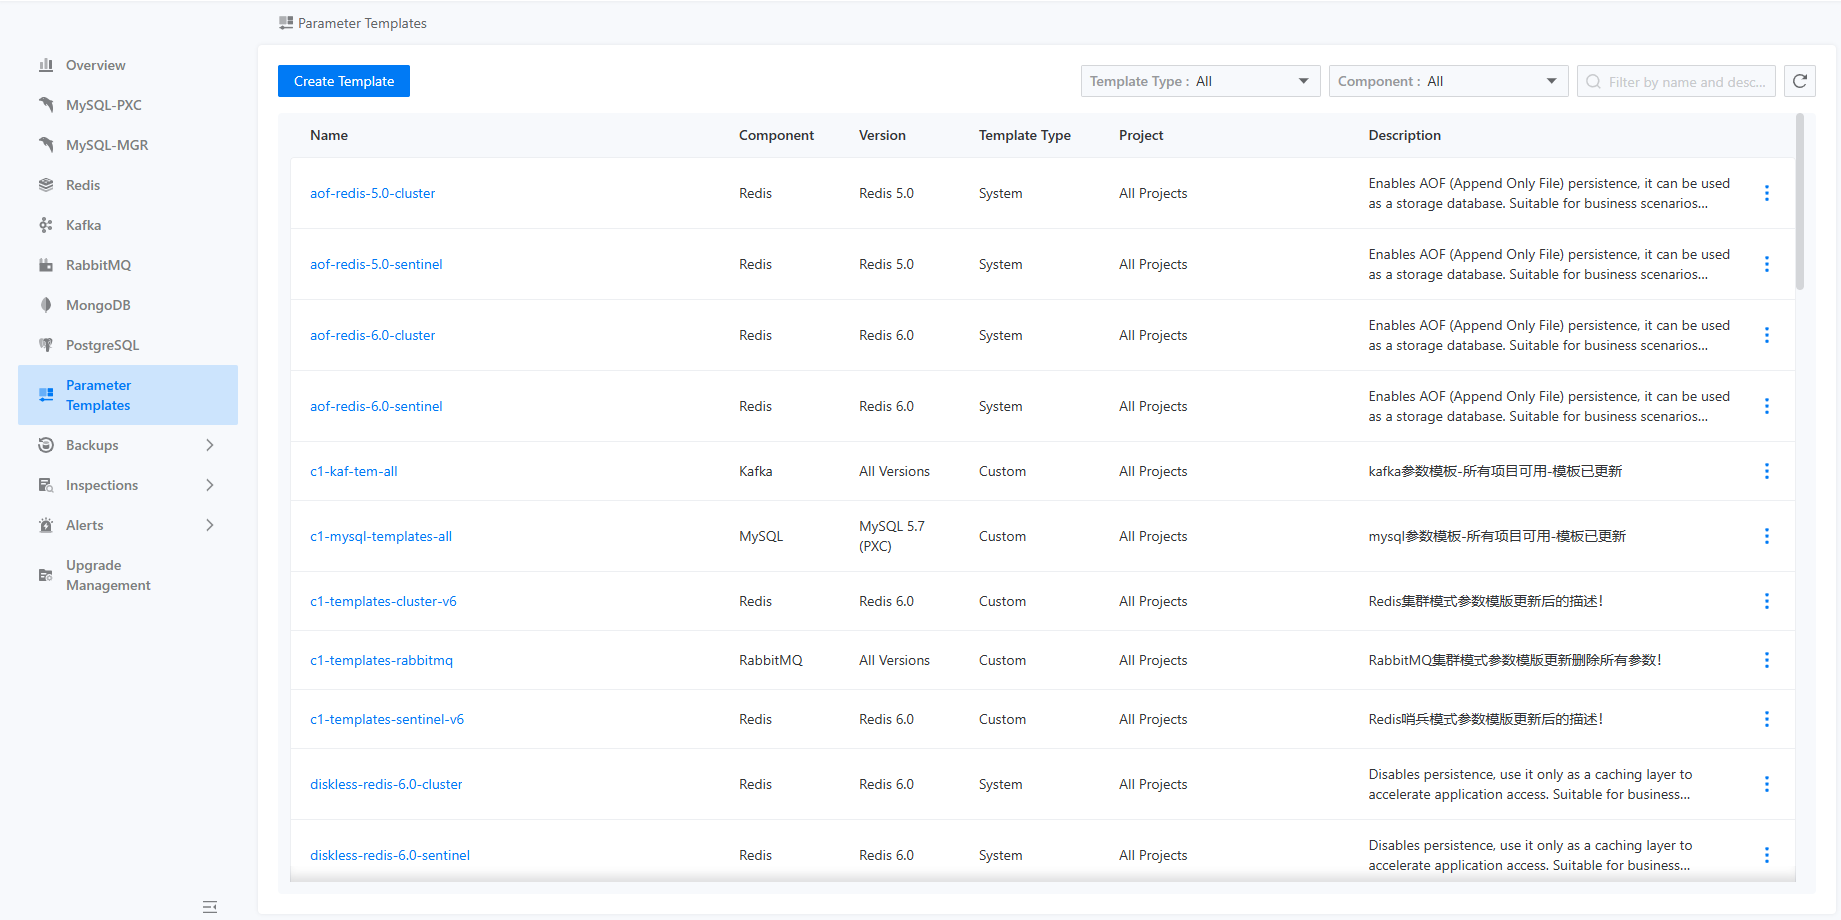 Parameter Templates
Overview
MySQL-PXC
MySQL-MGR
Redis
Kafka
RabbitMQ
MongoDB
PostgreSQL
Parameter
Templates
Backups
Inspections
Alerts
Upgrade
Management
Create Template
Template Type : All
Component : All
Filter by name and desc...
Name Component Version Template Type Project Description
aof-redis-5.0-cluster Redis Redis 5.0 System All Projects Enables AOF (Append Only File) persistence, it can be used
as a storage database. Suitable for business scenarios...
aof-redis-5.0-sentinel Redis Redis 5.0 System All Projects Enables AOF (Append Only File) persistence, it can be used
as a storage database. Suitable for business scenarios...
aof-redis-6.0-cluster Redis Redis 6.0 System All Projects Enables AOF (Append Only File) persistence, it can be used
as a storage database. Suitable for business scenarios...
aof-redis-6.0-sentinel Redis Redis 6.0 System All Projects Enables AOF (Append Only File) persistence, it can be used
as a storage database. Suitable for business scenarios...
c1-kaf-tem-all Kafka All Versions Custom All Projects kafka参数模板-所有项目可用-模板已更新
c1-mysql-templates-all MySQL MySQL 5.7
(PXC) Custom All Projects mysql参数模板-所有项目可用-模板已更新
c1-templates-cluster-v6 Redis Redis 6.0 Custom All Projects Redis集群模式参数模版更新后的描述!
c1-templates-rabbitmq RabbitMQ All Versions Custom All Projects RabbitMQ集群模式参数模版更新删除所有参数!
c1-templates-sentinel-v6 Redis Redis 6.0 Custom All Projects Redis哨兵模式参数模版更新后的描述!
diskless-redis-6.0-cluster Redis Redis 6.0 System All Projects Disables persistence, use it only as a caching layer to
accelerate application access. Suitable for business...
diskless-redis-6.0-sentinel Redis Redis 6.0 System All Projects Disables persistence, use it only as a caching layer to
accelerate application access. Suitable for business...